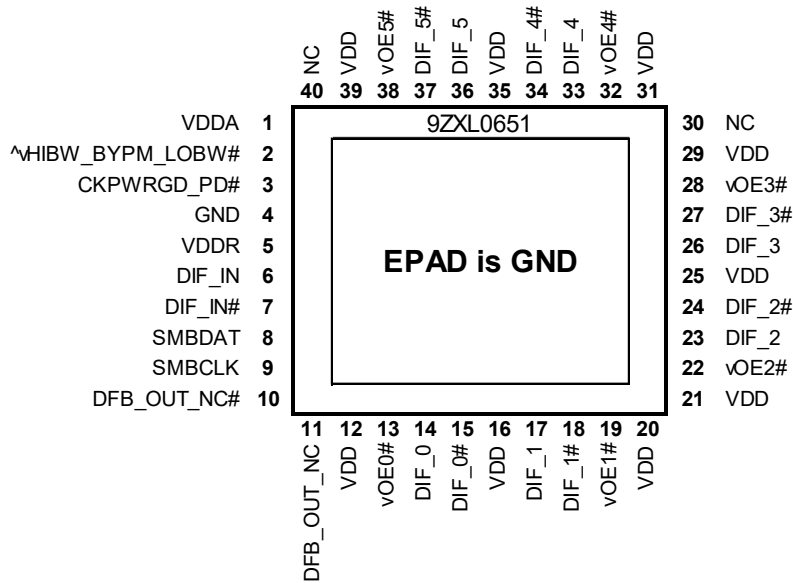 NC VDD vOE5# DIF_5# DIF_5 VDD DIF_4# DIF_4 vOE4# VDD
40 39 38 37 36 35 34 33 32 31
9ZXL0651
VDDA 1
^vHIBW_BYPM_LOBW# 2
CKPWRGD_PD# 3
GND 4
VDDR 5
DIF_IN 6
DIF_IN# 7
SMBDAT 8
SMBCLK 9
DFB_OUT_NC# 10
EPAD is GND
30 NC
29 VDD
28 vOE3#
27 DIF_3#
26 DIF_3
25 VDD
24 DIF_2#
23 DIF_2
22 vOE2#
21 VDD
11 12 13 14 15 16 17 18 19 20
DFB_OUT_NC VDD vOE0# DIF_0 DIF_0# VDD DIF_1 DIF_1# vOE1# VDD